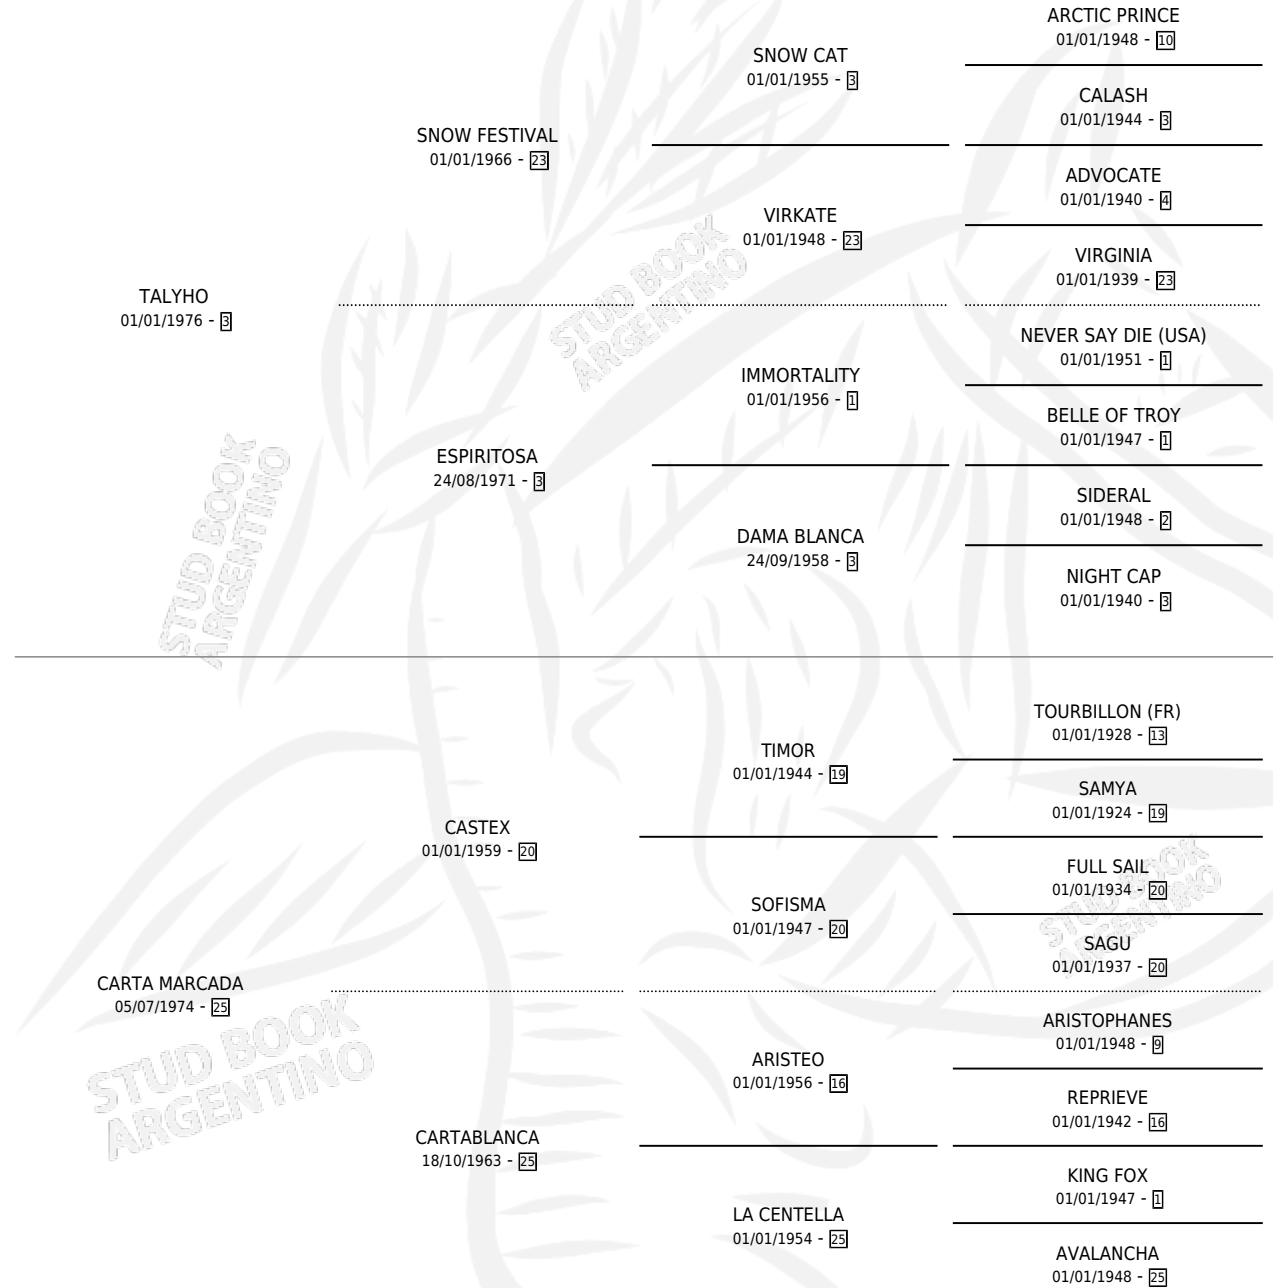 ARCTIC PRINCE
01/01/1948 - 10
SNOW CAT
01/01/1955 - 3
CALASH
01/01/1944 - 3
SNOW FESTIVAL
01/01/1966 - 23
ADVOCATE
01/01/1940 - 4
VIRKATE
01/01/1948 - 23
VIRGINIA
01/01/1939 - 23
TALYHO
01/01/1976 - 3
NEVER SAY DIE (USA)
01/01/1951 - 1
IMMORTALITY
01/01/1956 - 1
BELLE OF TROY
01/01/1947 - 1
ESPIRITOSA
24/08/1971 - 3
SIDERAL
01/01/1948 - 2
DAMA BLANCA
24/09/1958 - 3
NIGHT CAP
01/01/1940 - 3
STUD BOOK
ARGENTINO
STUD BOOK
ARGENTINO
TOURBILLON (FR)
01/01/1928 - 13
TIMOR
01/01/1944 - 19
SAMYA
01/01/1924 - 19
CASTEX
01/01/1959 - 20
FULL SAIL
01/01/1934 - 20
SOFISMA
01/01/1947 - 20
SAGU
01/01/1937 - 20
CARTA MARCADA
05/07/1974 - 25
ARISTOPHANES
01/01/1948 - 9
ARISTEO
01/01/1956 - 16
REPRIEVE
01/01/1942 - 16
CARTABLANCA
18/10/1963 - 25
KING FOX
01/01/1947 - 1
LA CENTELLA
01/01/1954 - 25
AVALANCHA
01/01/1948 - 25
STUD BOOK
ARGENTINO
STUD BOOK
ARGENTINO